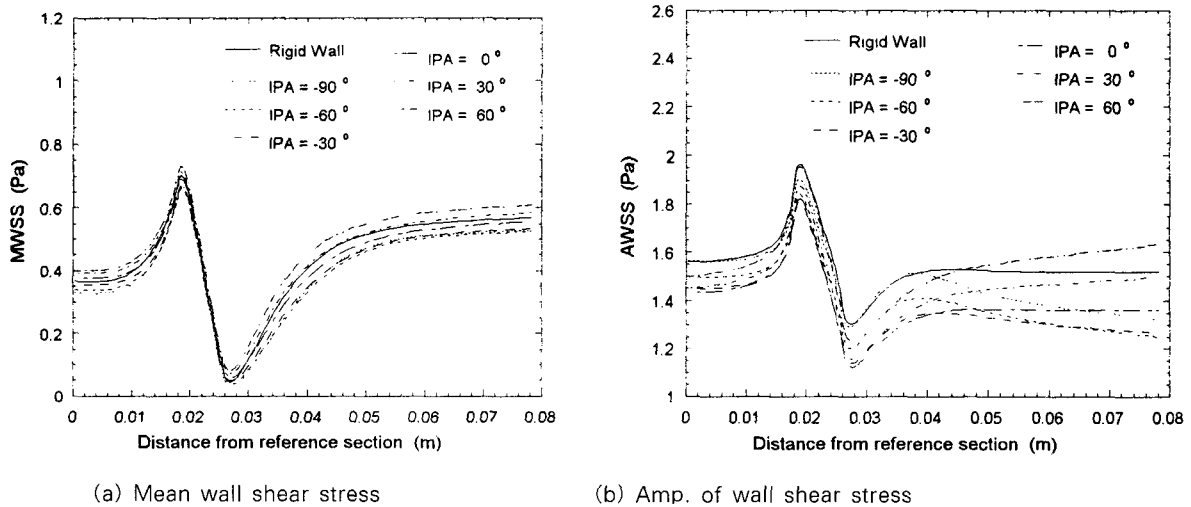 1.2
1
0.8
0.6
0.4
0.2
0
MWSS (Pa)
Rigid Wall
IPA = -90 °
IPA = -60 °
IPA = -30 °
IPA = 0 °
IPA = 30 °
IPA = 60 °
0 0.01 0.02 0.03 0.04 0.05 0.06 0.07 0.08
Distance from reference section (m)
(a) Mean wall shear stress
2.6
2.4
2.2
2
1.8
1.6
1.4
1.2
1
AWSS (Pa)
Rigid Wall
IPA = -90 °
IPA = -60 °
IPA = -30 °
IPA = 0 °
IPA = 30 °
IPA = 60 °
0 0.01 0.02 0.03 0.04 0.05 0.06 0.07 0.08
Distance from reference section (m)
(b) Amp. of wall shear stress